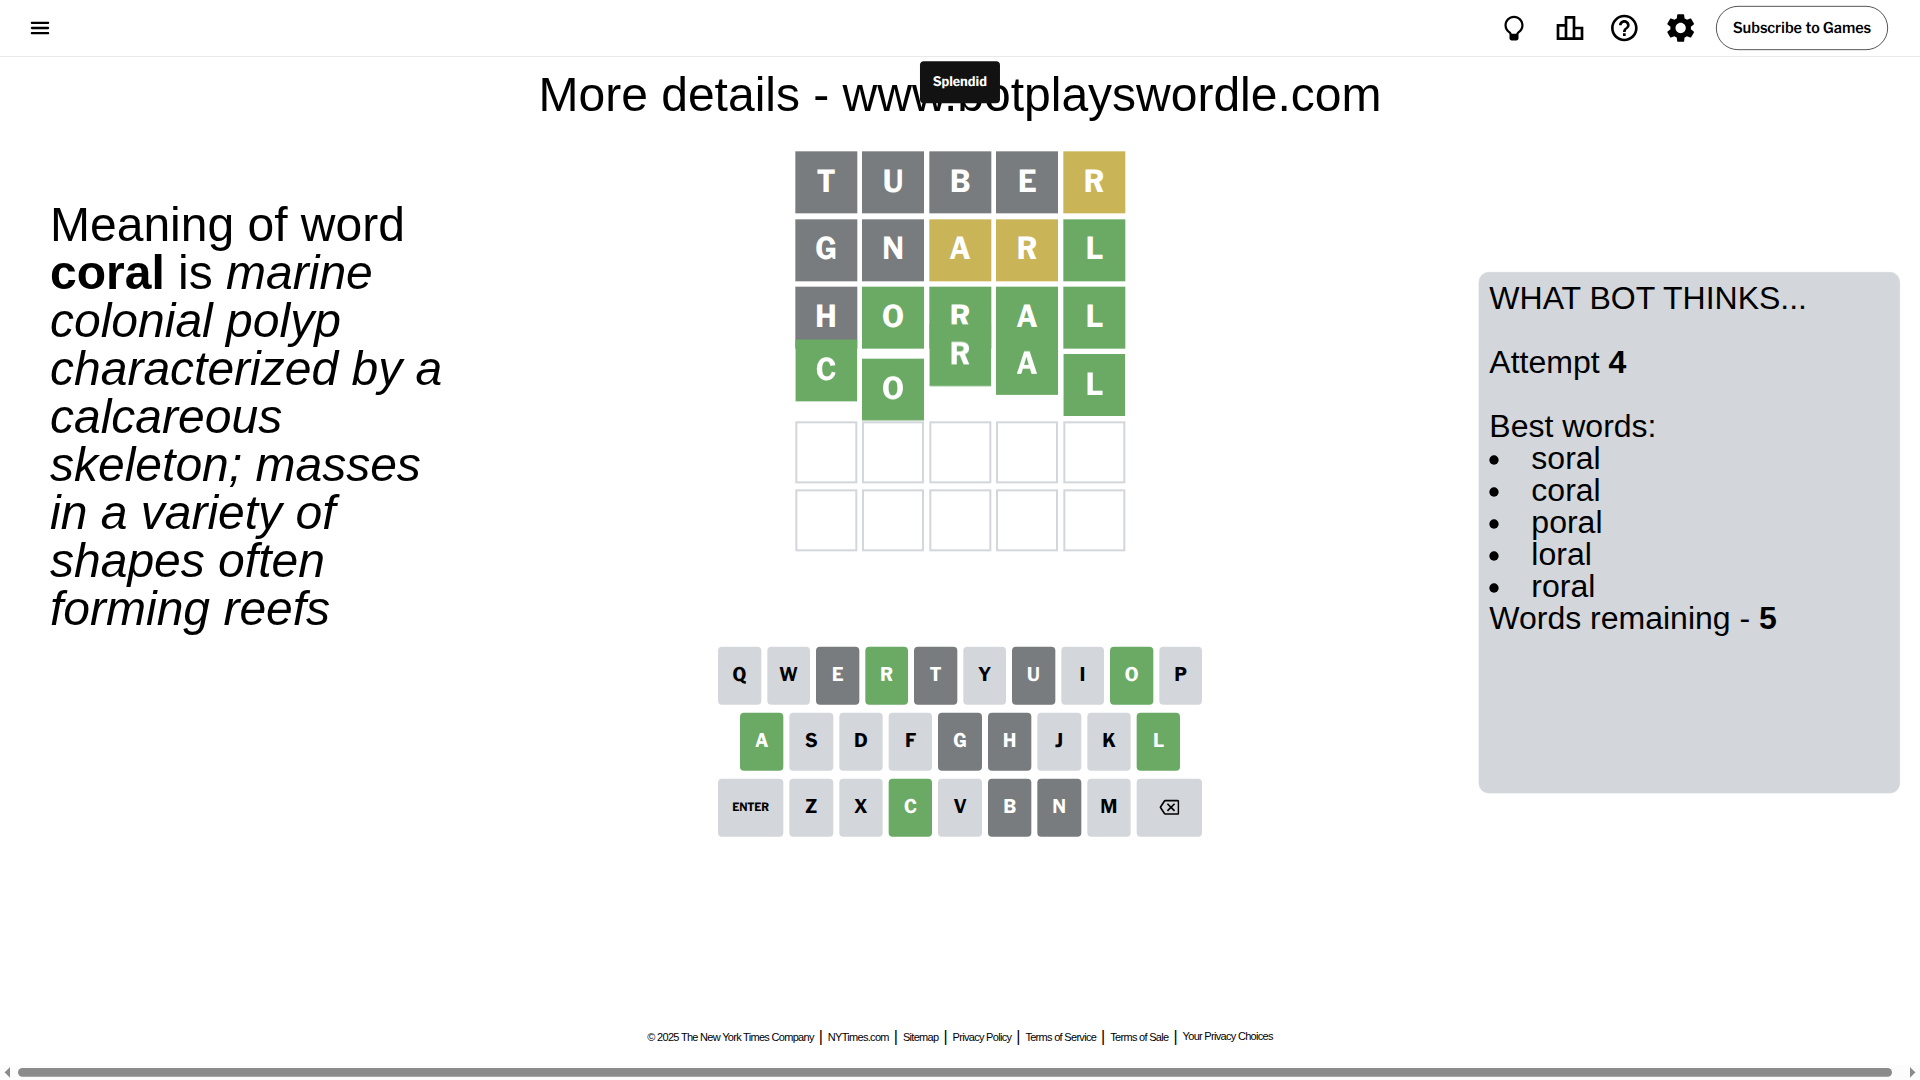 Subscribe to Games
Splendid
More details - www.botplayswordle.com
Meaning of word
coral is marine
colonial polyp
characterized by a
calcareous
skeleton; masses
in a variety of
shapes often
forming reefs
T U B E R
G N A R L
H O R A L
C O R A L
WHAT BOT THINKS...
Attempt 4
Best words:
• soral
• coral
• poral
• loral
• roral
Words remaining - 5
Q W E R T Y U I O P
A S D F G H J K L
ENTER Z X C V B N M
© 2025 The New York Times Company | NYTimes.com | Sitemap | Privacy Policy | Terms of Service | Terms of Sale | Your Privacy Choices